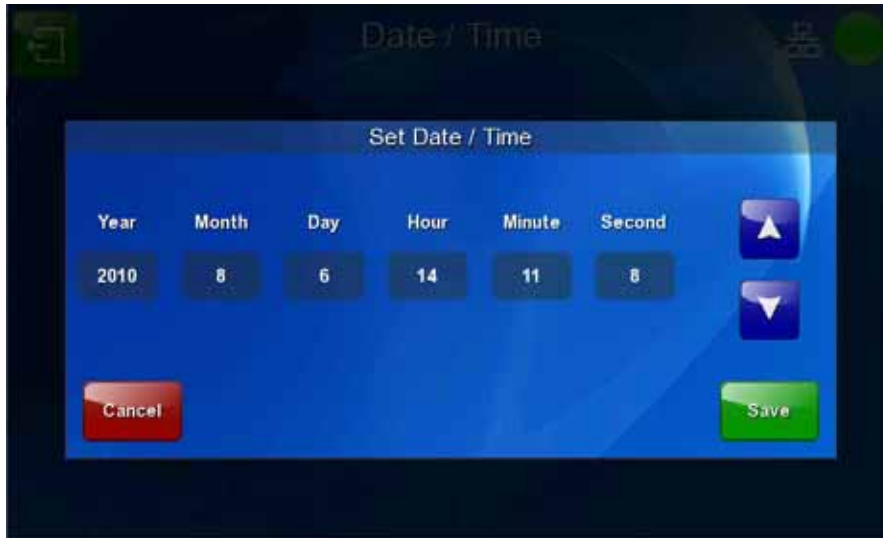 Date / Time
Set Date / Time
Year Month Day Hour Minute Second
2010 8 6 14 11 8
Cancel Save